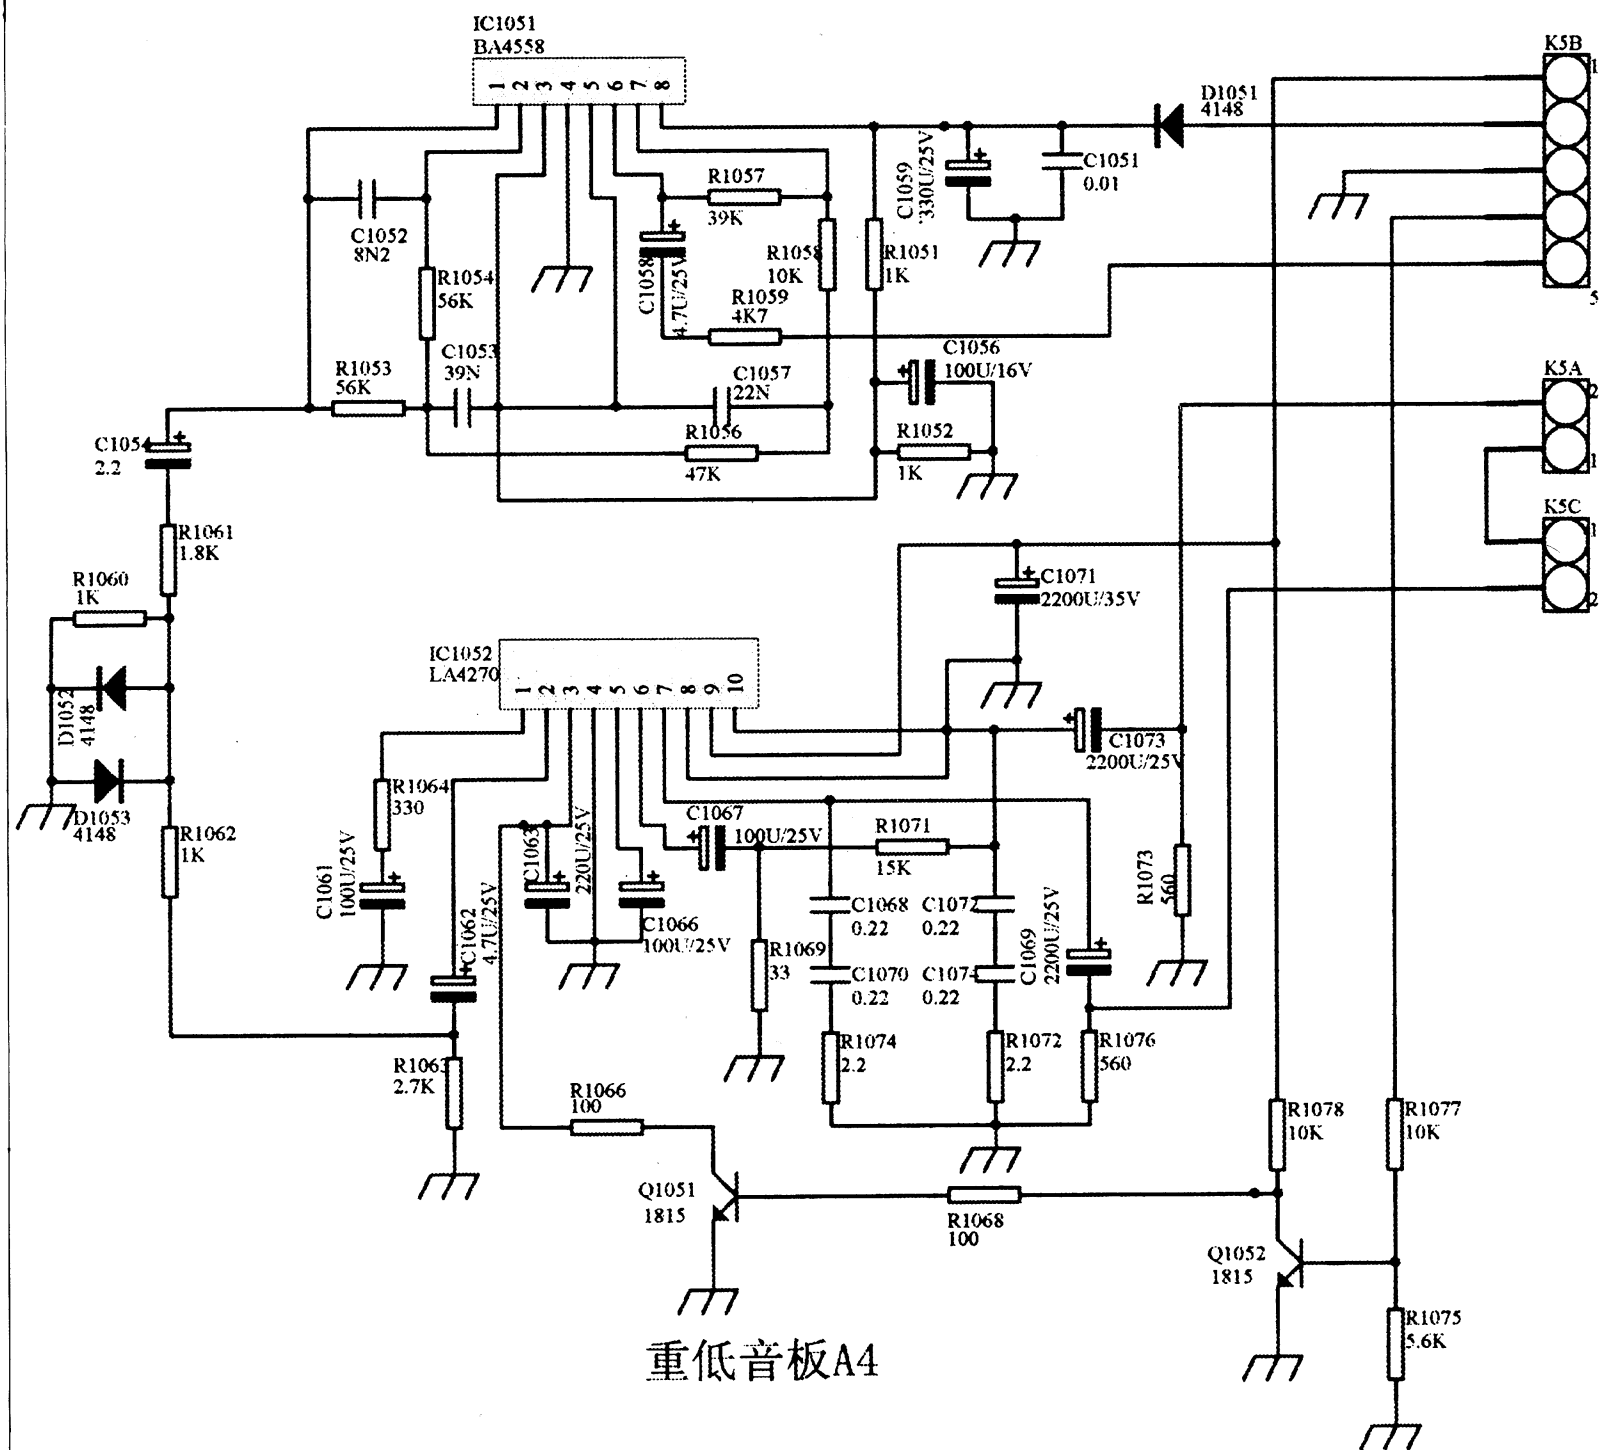 IC1051
BA4558
1 2 3 4 5 6 7 8
K5B
1
5
D1051
4148
C1059
330U/25V
C1051
0.01
R1057
39K
C1052
8N2
R1054
56K
C1058
4.7U/25V
R1058
10K
R1051
1K
R1059
4K7
C1053
39N
R1053
56K
C1057
22N
C1056
100U/16V
K5A
2
1
C1054
2.2
R1056
47K
R1052
1K
K5C
1
2
R1061
1.8K
R1060
1K
C1071
2200U/35V
IC1052
LA4270
1 2 3 4 5 6 7 8 9 10
D1052
4148
D1053
4148
R1062
1K
C1073
2200U/25V
R1064
330
C1061
100U/25V
C1062
4.7U/25V
C1063
220U/25V
C1067
100U/25V
C1066
100U/25V
R1071
15K
R1073
560
C1068
0.22
C1072
0.22
C1069
2200U/25V
R1069
33
C1070
0.22
C1074
0.22
R1074
2.2
R1072
2.2
R1076
560
R1063
2.7K
R1066
100
R1078
10K
R1077
10K
Q1051
1815
R1068
100
Q1052
1815
R1075
5.6K
重低音板A4